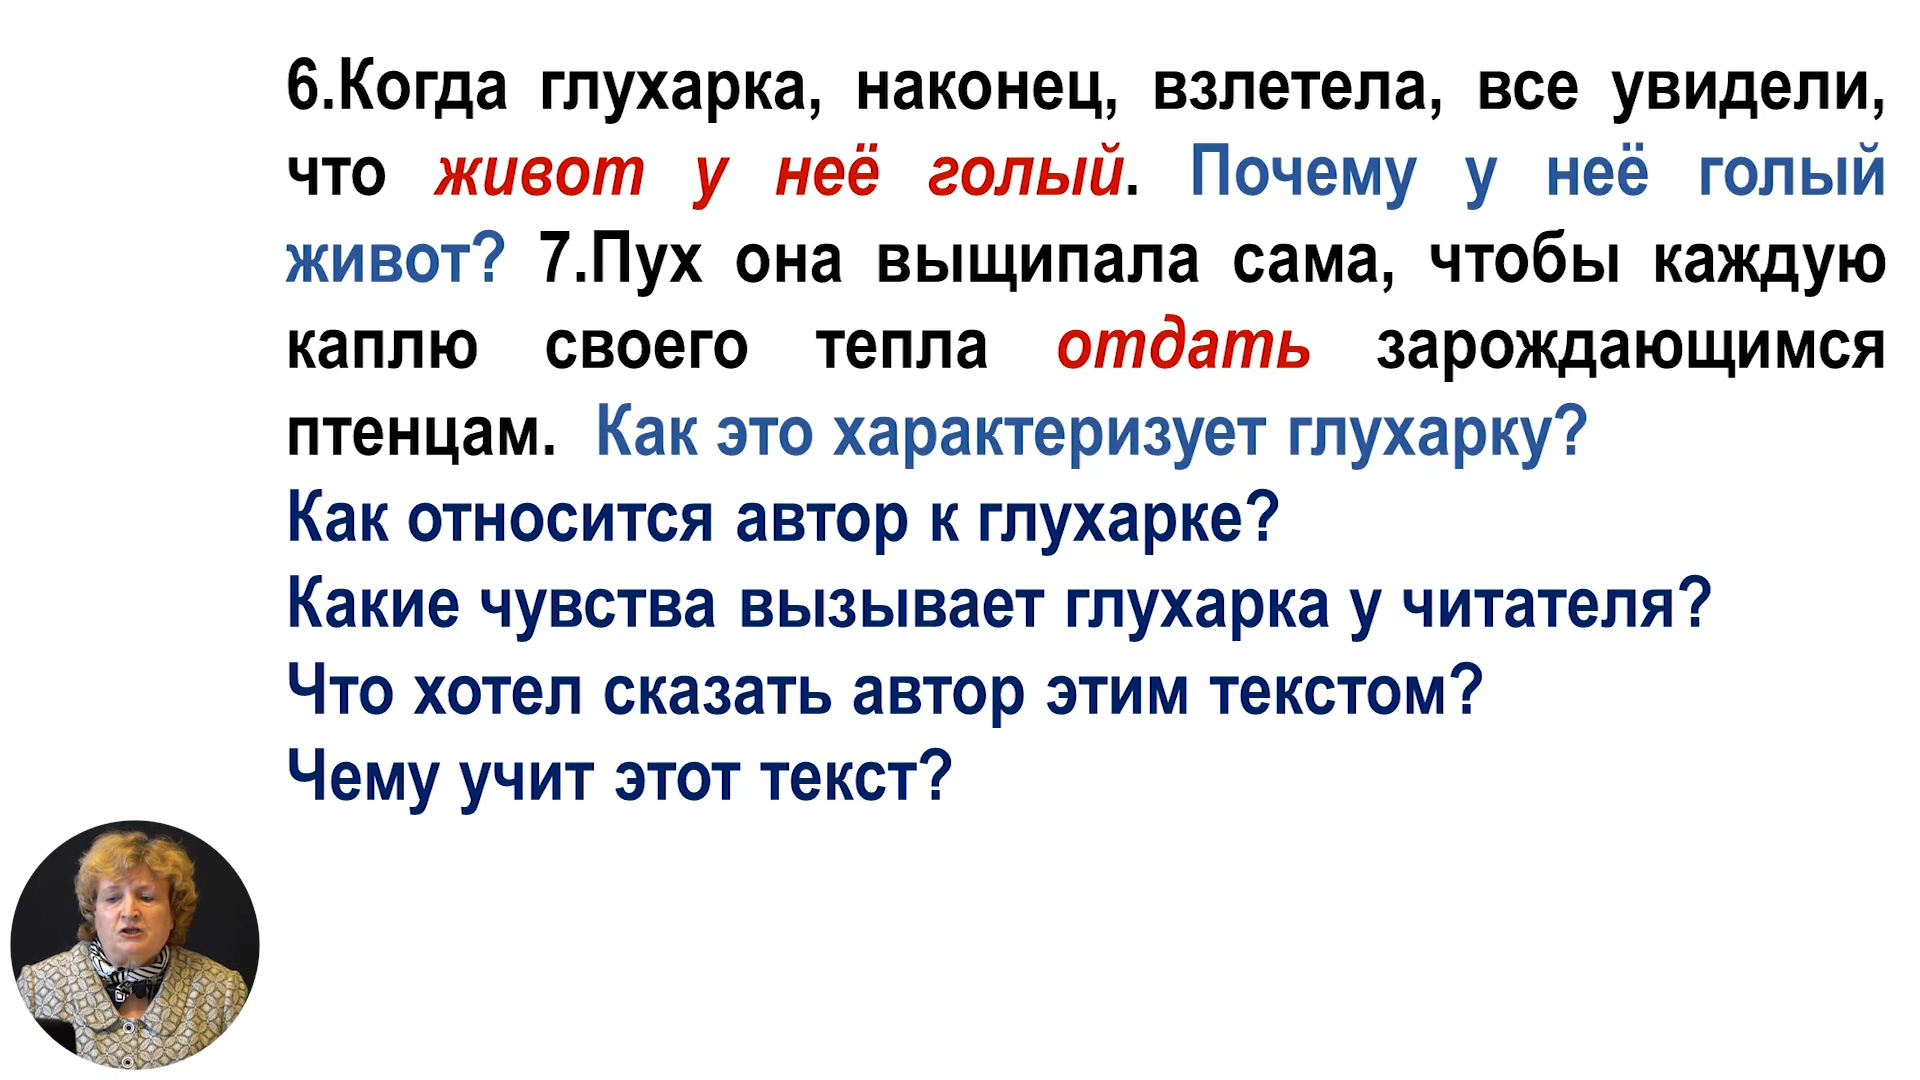 6.Когда глухарка, наконец, взлетела, все увидели,
что живот у неё голый. Почему у неё голый
живот? 7.Пух она выщипала сама, чтобы каждую
каплю своего тепла отдать зарождающимся
птенцам. Как это характеризует глухарку?
Как относится автор к глухарке?
Какие чувства вызывает глухарка у читателя?
Что хотел сказать автор этим текстом?
Чему учит этот текст?